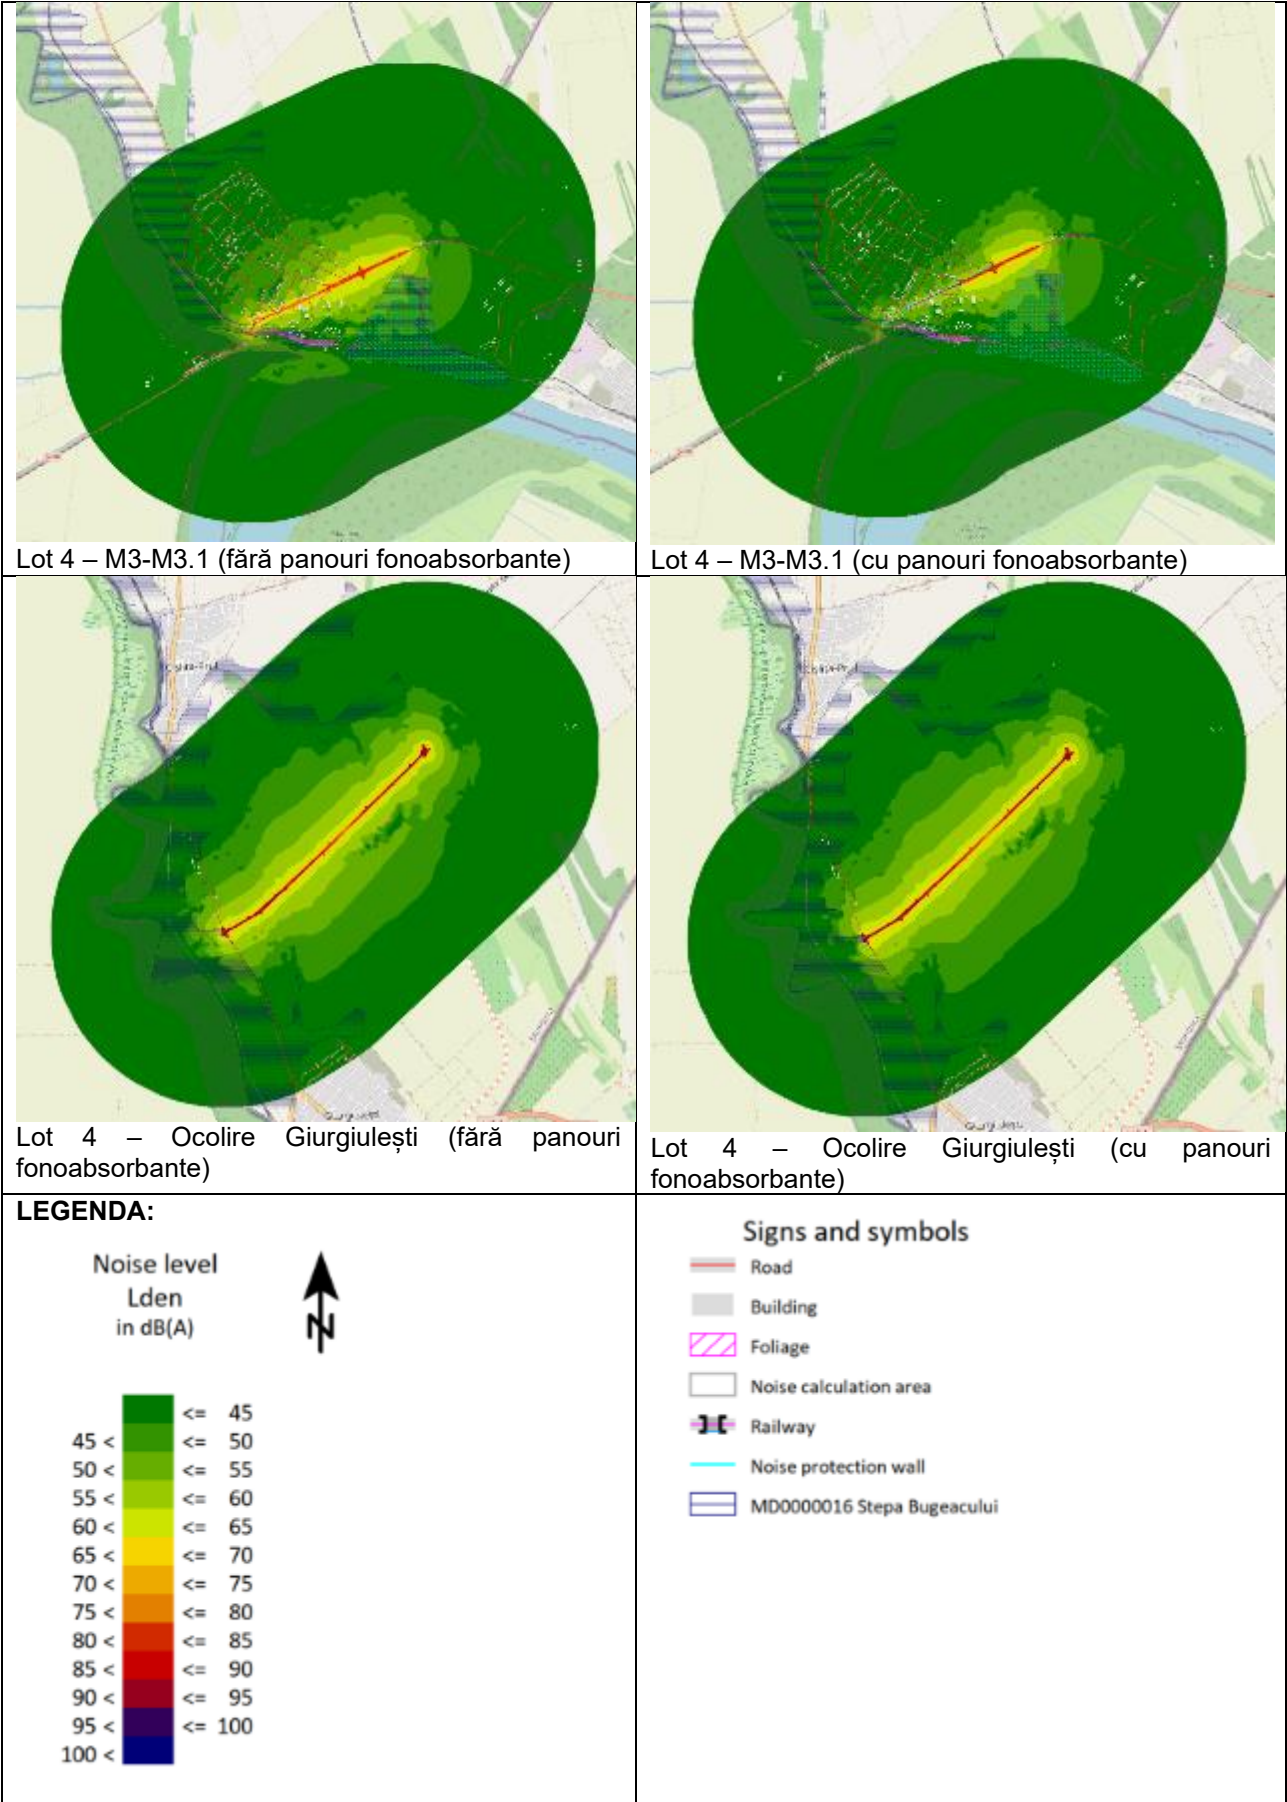 Lot 4 – M3-M3.1 (fără panouri fonoabsorbante)
Lot 4 – M3-M3.1 (cu panouri fonoabsorbante)
Lot 4 – Ocolire Giurgiulești (fără panouri
fonoabsorbante)
Lot 4 – Ocolire Giurgiulești (cu panouri
fonoabsorbante)
LEGENDA:
Noise level
Lden
in dB(A)
N
<= 45
45 < <= 50
50 < <= 55
55 < <= 60
60 < <= 65
65 < <= 70
70 < <= 75
75 < <= 80
80 < <= 85
85 < <= 90
90 < <= 95
95 < <= 100
100 <
Signs and symbols
Road
Building
Foliage
Noise calculation area
Railway
Noise protection wall
MD0000016 Stepa Bugeacului